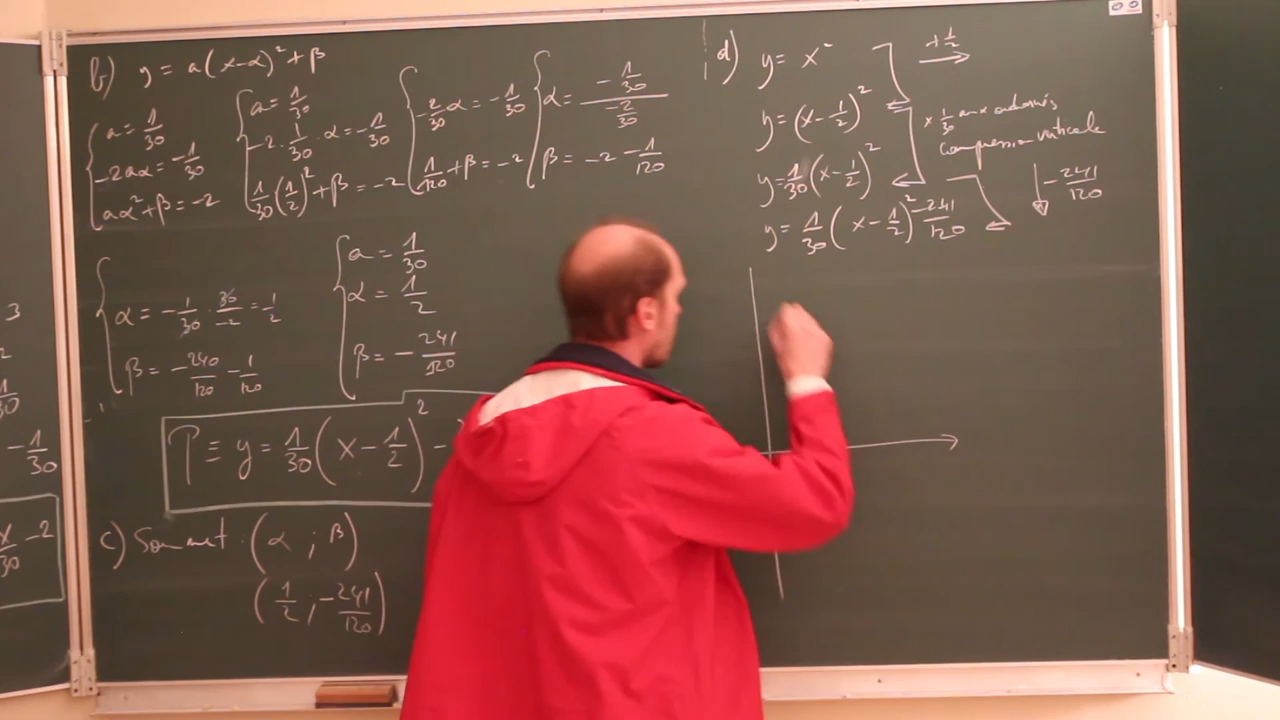 b) y = a(x-α)² + β
{ a = 1/30
-2aα = -1/30
aα² + β = -2
{ a = 1/30
-2 · 1/30 · α = -1/30
1/30 (1/2)² + β = -2
{ -2/30 α = -1/30
1/120 + β = -2
{ α = (-1/30)/(-2/30)
β = -2 - 1/120
{ α = -1/30 · 30/-2 = 1/2
β = -240/120 - 1/120
{ a = 1/30
α = 1/2
β = -241/120
P ≡ y = 1/30 (x - 1/2)² -
c) Sommet : (α ; β)
(1/2 ; -241/120)
d) y = x²
+1/2 →
y = (x - 1/2)²
x 1/30 aux ordonnées
compression verticale
y = 1/30 (x - 1/2)²
↓ -241/120
y = 1/30 (x - 1/2)² -241/120
3
2
1/30
-1/30
x/30 -2